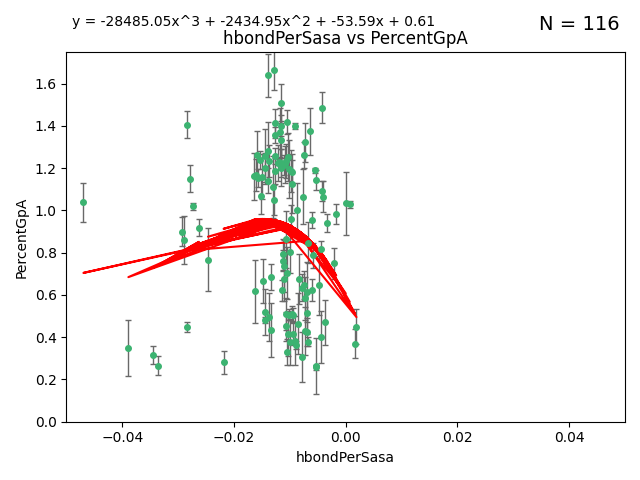 y = -28485.05x^3 + -2434.95x^2 + -53.59x + 0.61
N = 116
hbondPerSasa vs PercentGpA
1.6
1.4
1.2
1.0
0.8
0.6
0.4
0.2
0.0
PercentGpA
−0.04 −0.02 0.00 0.02 0.04
hbondPerSasa